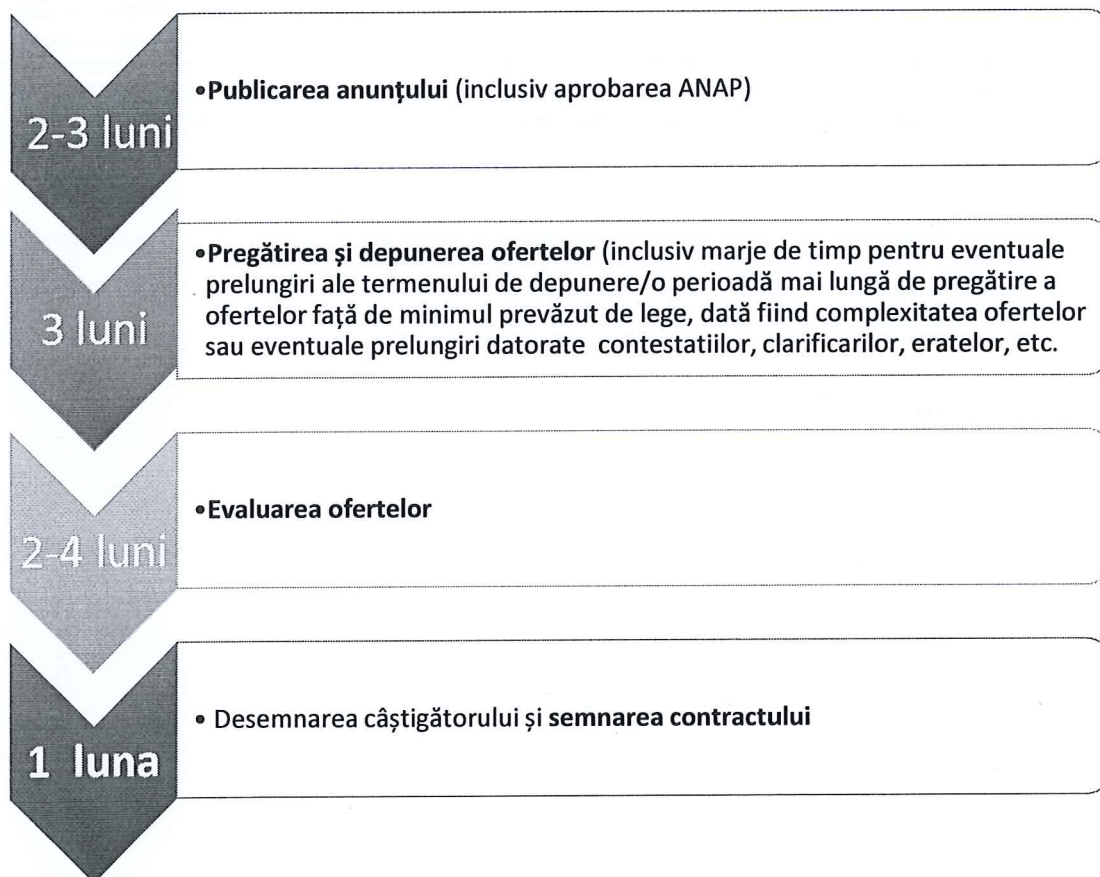 2-3 luni
•Publicarea anunțului (inclusiv aprobarea ANAP)
3 luni
•Pregătirea și depunerea ofertelor (inclusiv marje de timp pentru eventuale
prelungiri ale termenului de depunere/o perioadă mai lungă de pregătire a
ofertelor față de minimul prevăzut de lege, dată fiind complexitatea ofertelor
sau eventuale prelungiri datorate contestatiilor, clarificarilor, eratelor, etc.
2-4 luni
•Evaluarea ofertelor
1 luna
• Desemnarea câștigătorului și semnarea contractului